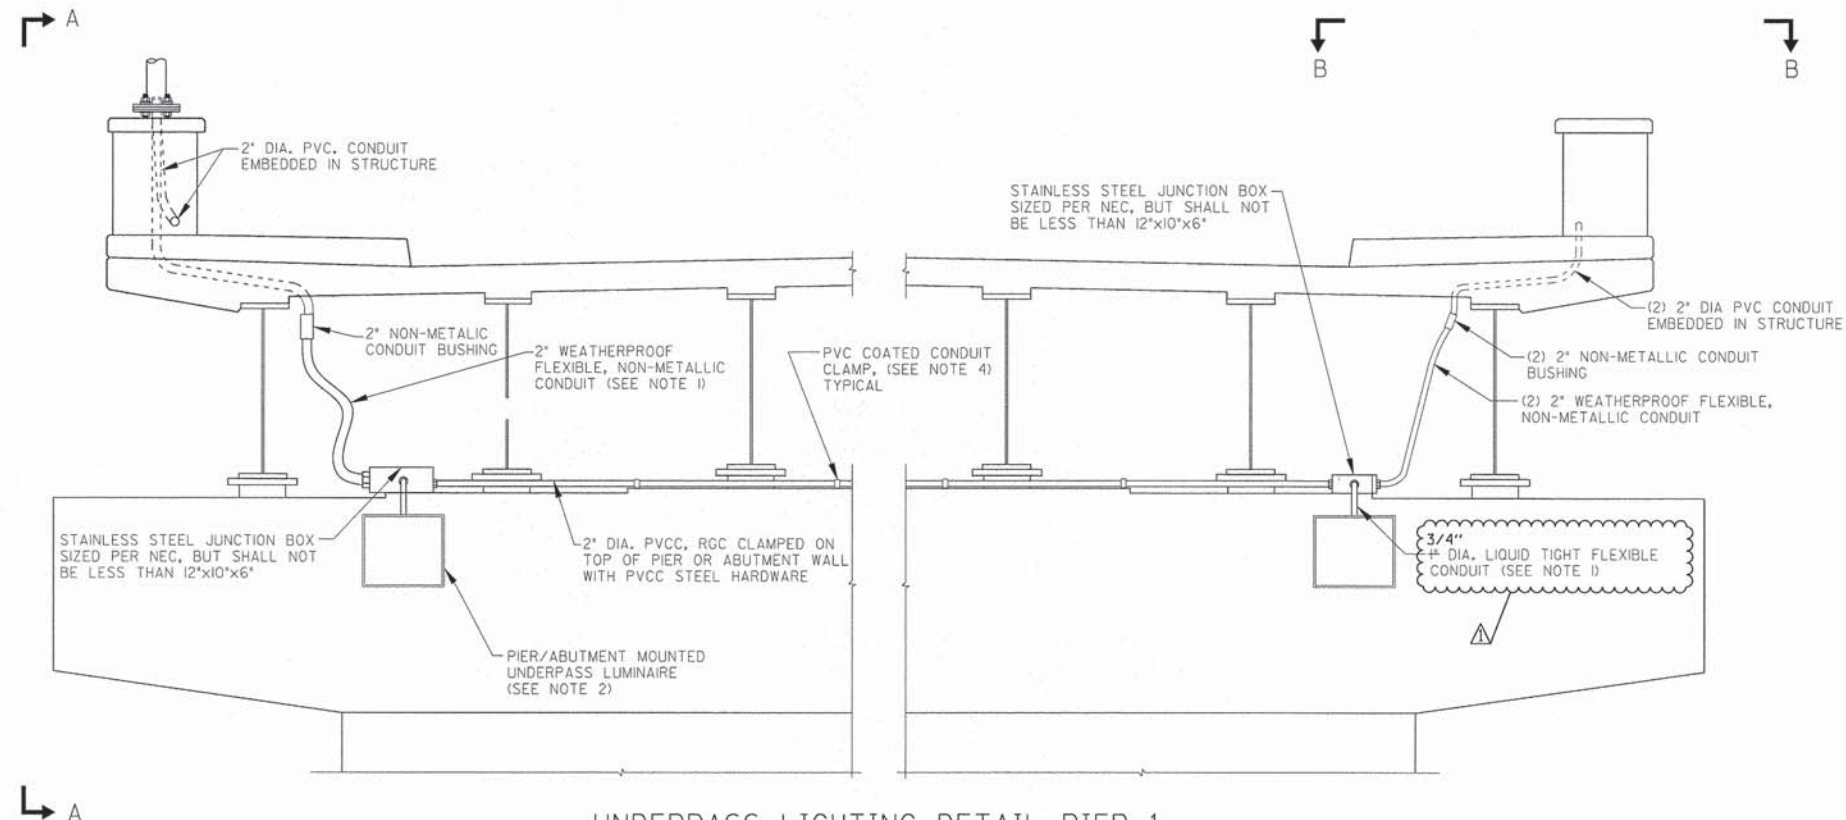 A
B
B
2" DIA. PVC. CONDUIT
EMBEDDED IN STRUCTURE
STAINLESS STEEL JUNCTION BOX
SIZED PER NEC, BUT SHALL NOT
BE LESS THAN 12"x10"x6"
(2) 2" DIA PVC CONDUIT
EMBEDDED IN STRUCTURE
2" NON-METALIC
CONDUIT BUSHING
2" WEATHERPROOF
FLEXIBLE, NON-METALLIC
CONDUIT (SEE NOTE 1)
PVC COATED CONDUIT
CLAMP, (SEE NOTE 4)
TYPICAL
(2) 2" NON-METALLIC CONDUIT
BUSHING
(2) 2" WEATHERPROOF FLEXIBLE,
NON-METALLIC CONDUIT
STAINLESS STEEL JUNCTION BOX
SIZED PER NEC, BUT SHALL NOT
BE LESS THAN 12"x10"x6"
2" DIA. PVCC, RGC CLAMPED ON
TOP OF PIER OR ABUTMENT WALL
WITH PVCC STEEL HARDWARE
3/4"
1" DIA. LIQUID TIGHT FLEXIBLE
CONDUIT (SEE NOTE 1)
1
PIER/ABUTMENT MOUNTED
UNDERPASS LUMINAIRE
(SEE NOTE 2)
A
UNDERPASS LIGHTING DETAIL-PIER 1